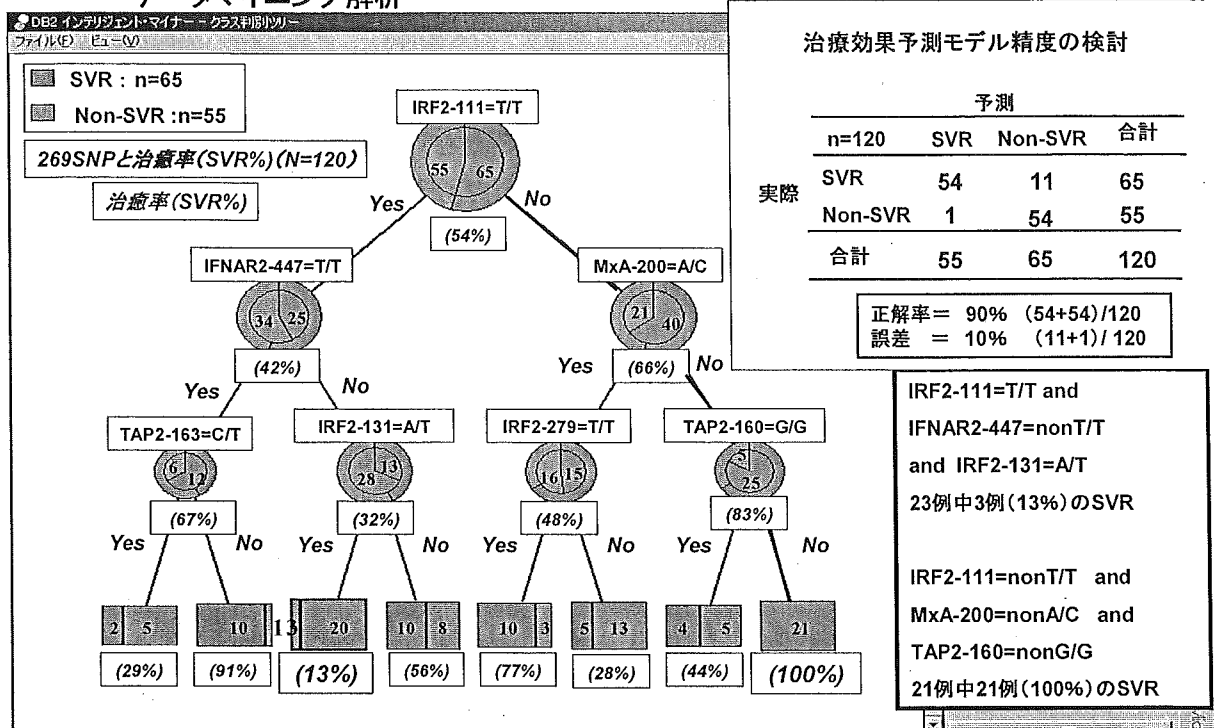 データマイニング解析
DB2 インテリジェント・マイナー - クラス判別ツリー
ファイル(F) ビュー(V)
SVR : n=65
Non-SVR :n=55
269SNPと治癒率(SVR%)(N=120)
治癒率(SVR%)
IRF2-111=T/T
55 65
Yes No
(54%)
IFNAR2-447=T/T MxA-200=A/C
34 25 21 40
(42%) (66%)
Yes No Yes No
TAP2-163=C/T IRF2-131=A/T IRF2-279=T/T TAP2-160=G/G
6 12 28 13 16 15 5 25
(67%) (32%) (48%) (83%)
Yes No Yes No Yes No Yes No
2 5 10 13 20 10 8 10 3 5 13 4 5 21
(29%) (91%) (13%) (56%) (77%) (28%) (44%) (100%)
治療効果予測モデル精度の検討
予測
n=120 SVR Non-SVR 合計
実際
SVR 54 11 65
Non-SVR 1 54 55
合計 55 65 120
正解率= 90% (54+54)/120
誤差 = 10% (11+1)/ 120
IRF2-111=T/T and
IFNAR2-447=nonT/T
and IRF2-131=A/T
23例中3例(13%)のSVR
IRF2-111=nonT/T and
MxA-200=nonA/C and
TAP2-160=nonG/G
21例中21例(100%)のSVR